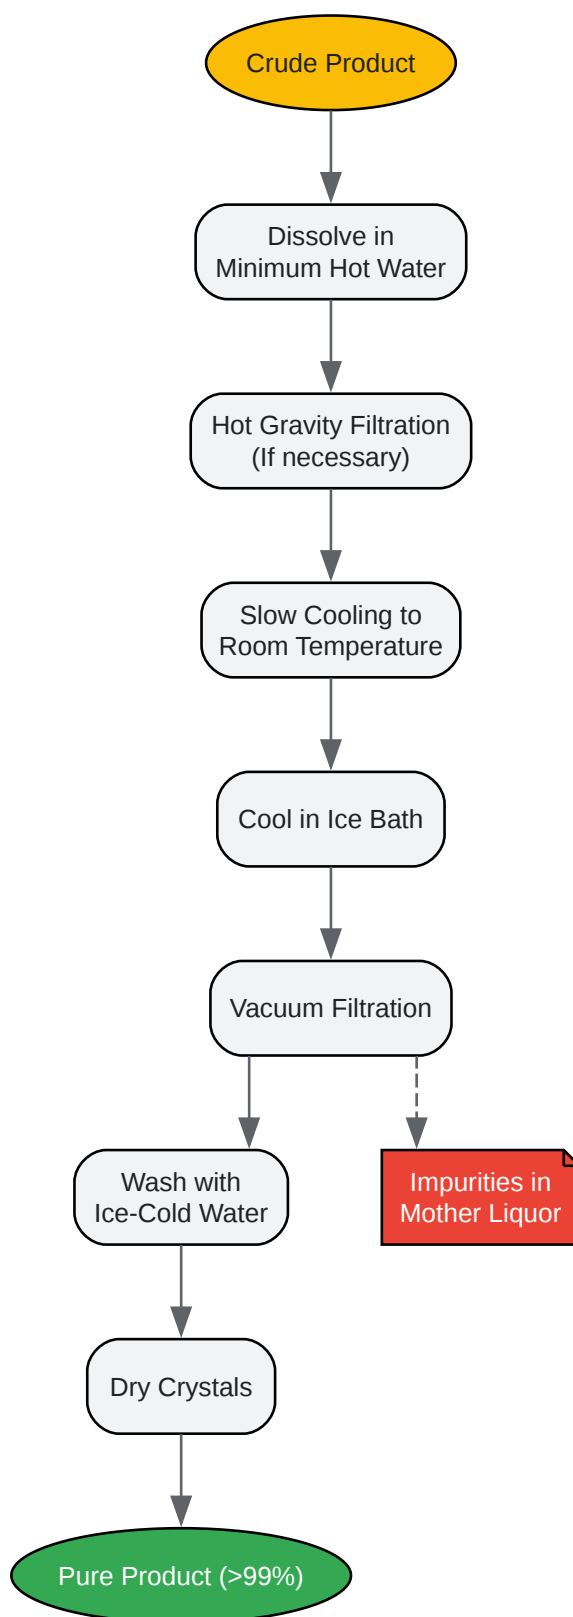 Crude Product
Dissolve in
Minimum Hot Water
Hot Gravity Filtration
(If necessary)
Slow Cooling to
Room Temperature
Cool in Ice Bath
Vacuum Filtration
Wash with
Ice-Cold Water
Impurities in
Mother Liquor
Dry Crystals
Pure Product (>99%)